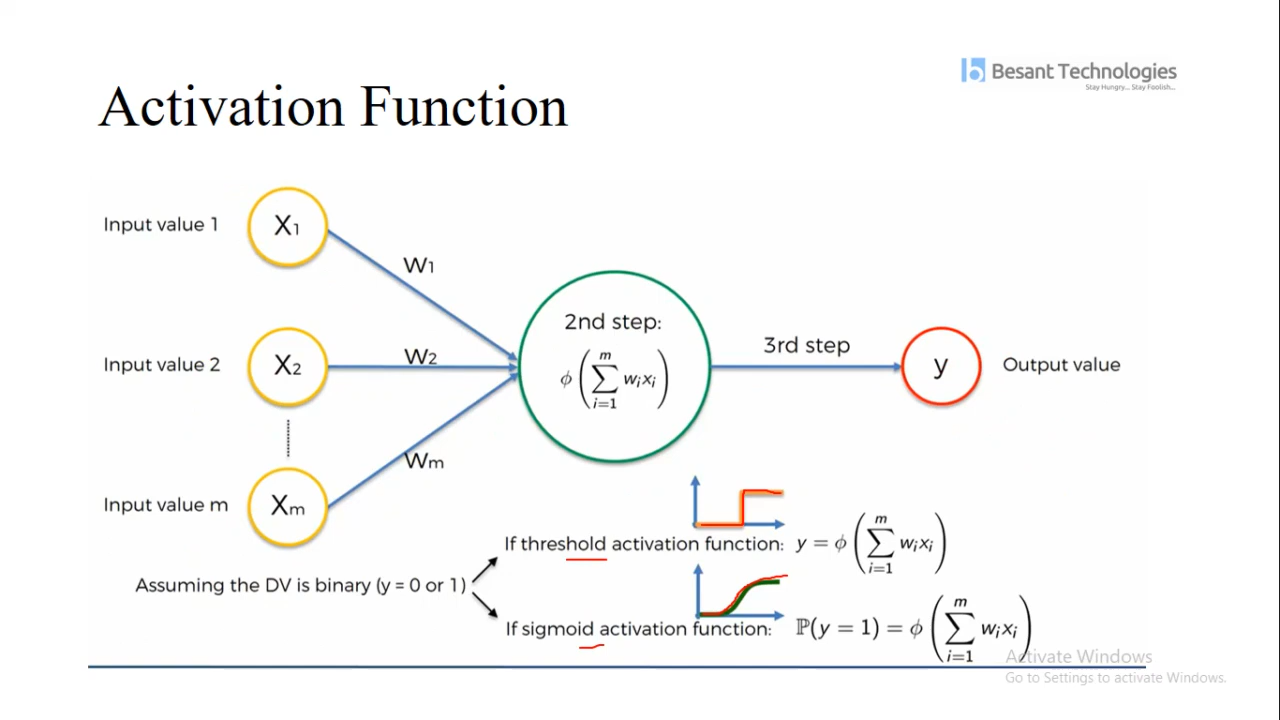 Besant Technologies
Stay Hungry... Stay Foolish...
Activation Function
Input value 1
X₁
W₁
Input value 2
X₂
W₂
2nd step:
ϕ(∑ᵢ₌₁ᵐ wᵢxᵢ)
3rd step
y
Output value
Input value m
Xₘ
Wₘ
Assuming the DV is binary (y = 0 or 1)
If threshold activation function: y = ϕ(∑ᵢ₌₁ᵐ wᵢxᵢ)
If sigmoid activation function: ℙ(y = 1) = ϕ(∑ᵢ₌₁ᵐ wᵢxᵢ)
Activate Windows
Go to Settings to activate Windows.